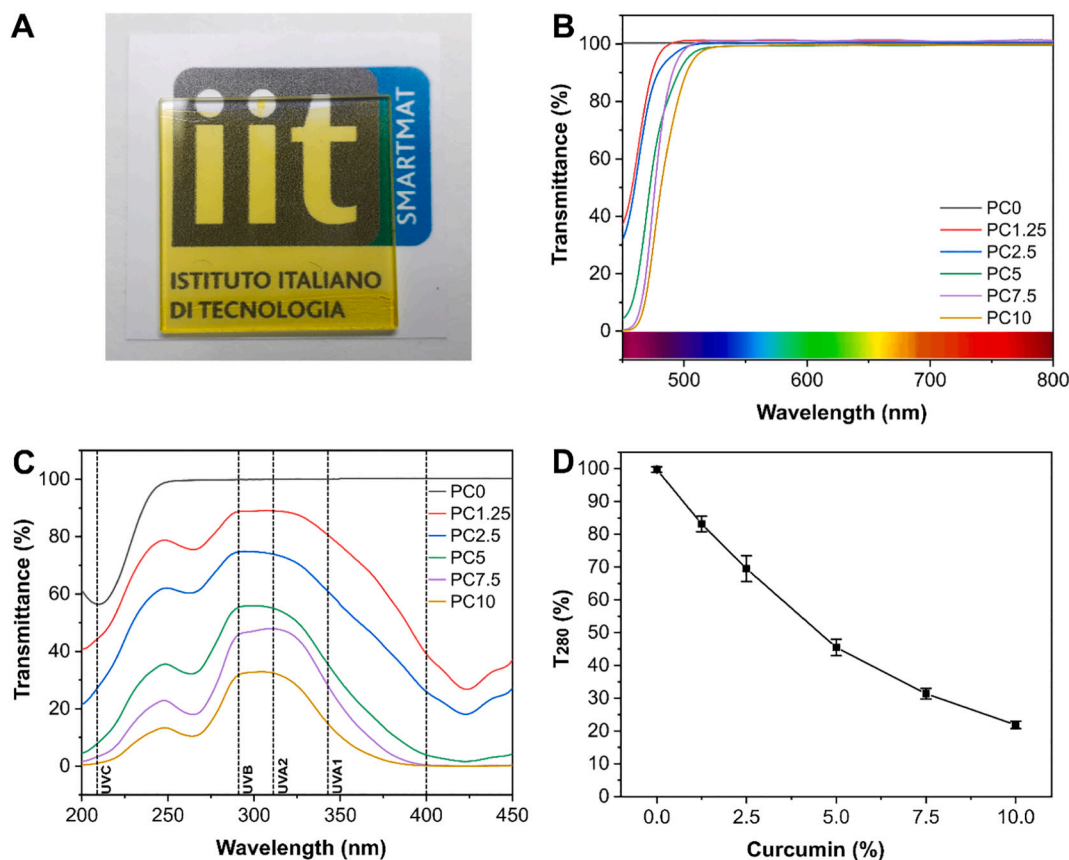 A
iit
SMARTMAT
ISTITUTO ITALIANO
DI TECNOLOGIA
B
Transmittance (%)
100
80
60
40
20
0
PC0
PC1.25
PC2.5
PC5
PC7.5
PC10
500
600
700
800
Wavelength (nm)
C
Transmittance (%)
100
80
60
40
20
0
PC0
PC1.25
PC2.5
PC5
PC7.5
PC10
UVC
UVB
UVA2
UVA1
200
250
300
350
400
450
Wavelength (nm)
D
T280 (%)
100
90
80
70
60
50
40
30
20
10
0
0.0
2.5
5.0
7.5
10.0
Curcumin (%)